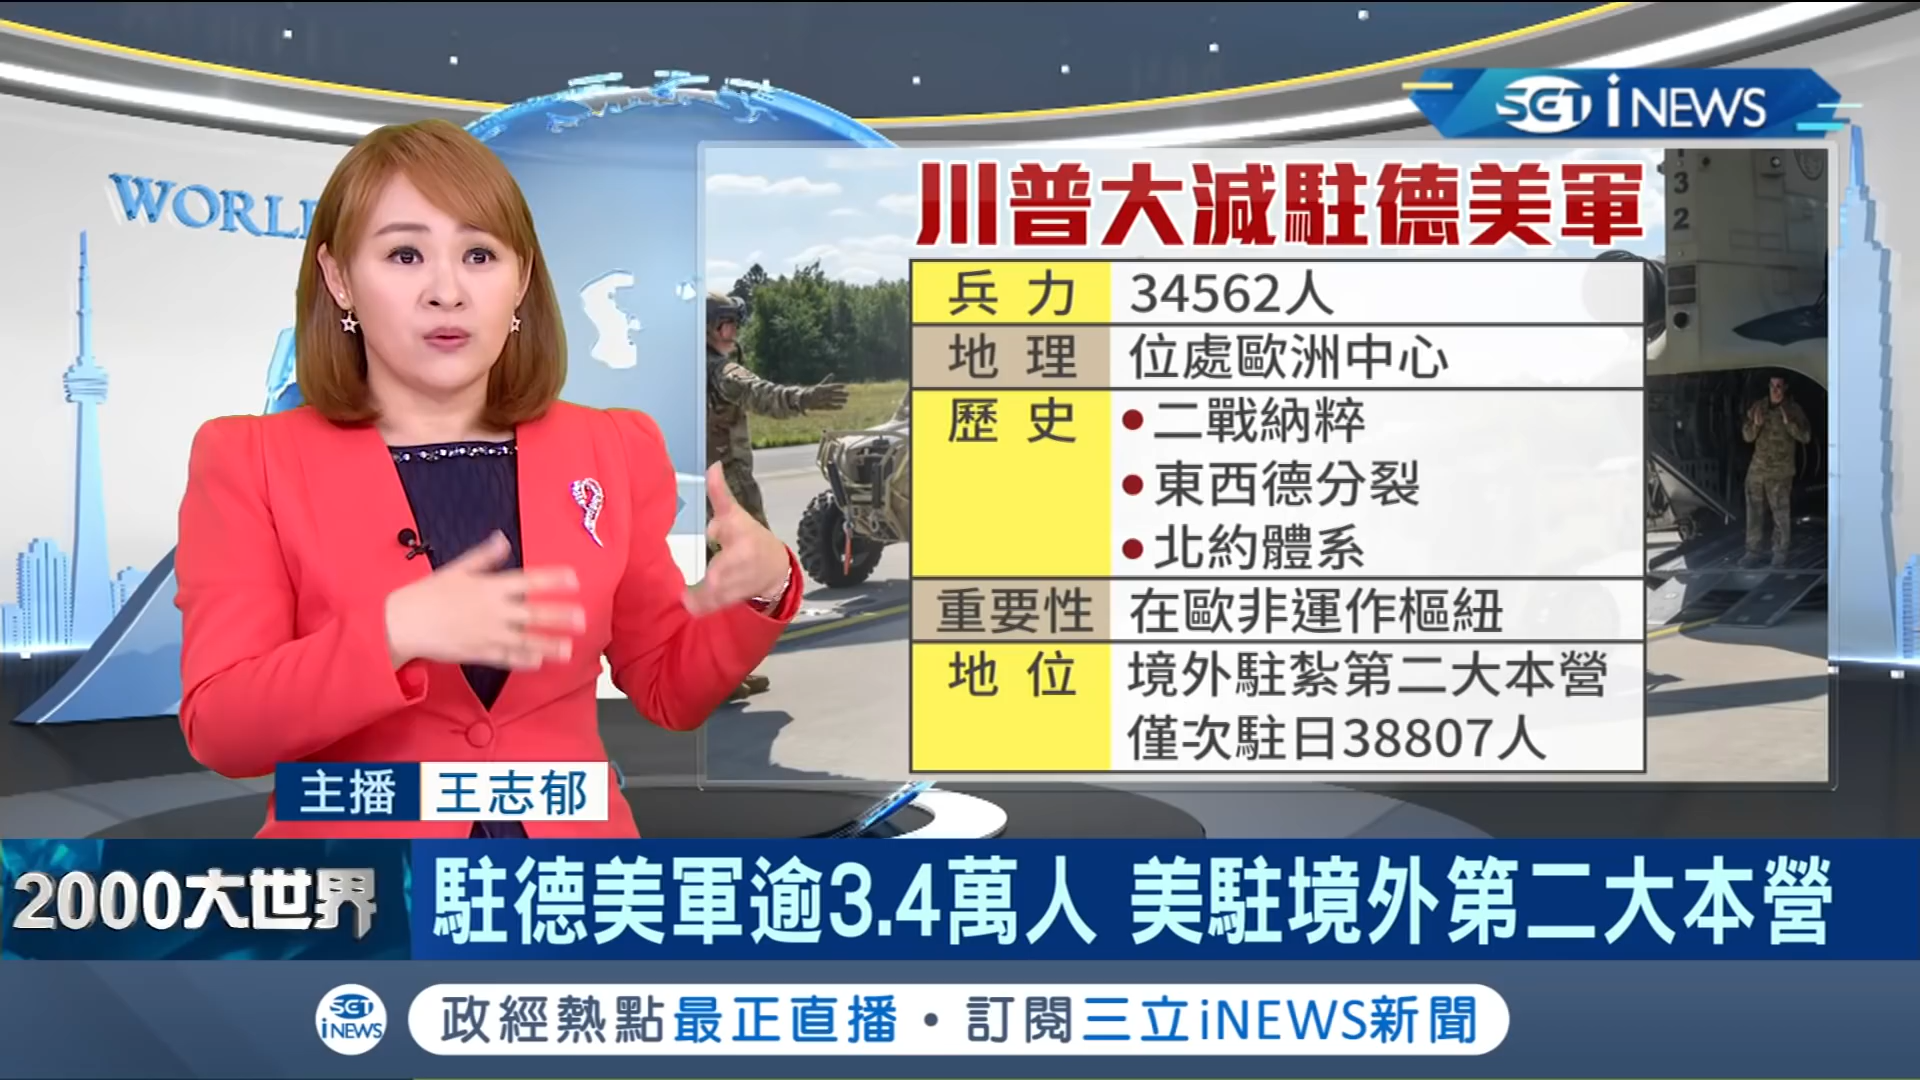 WORL
SET iNEWS
川普大減駐德美軍
兵力 34562人
地理 位處歐洲中心
歷史 •二戰納粹
•東西德分裂
•北約體系
重要性 在歐非運作樞紐
地位 境外駐紮第二大本營
僅次駐日38807人
32
主播 王志郁
2000大世界
駐德美軍逾3.4萬人 美駐境外第二大本營
SET iNEWS
政經熱點最正直播•訂閱三立iNEWS新聞